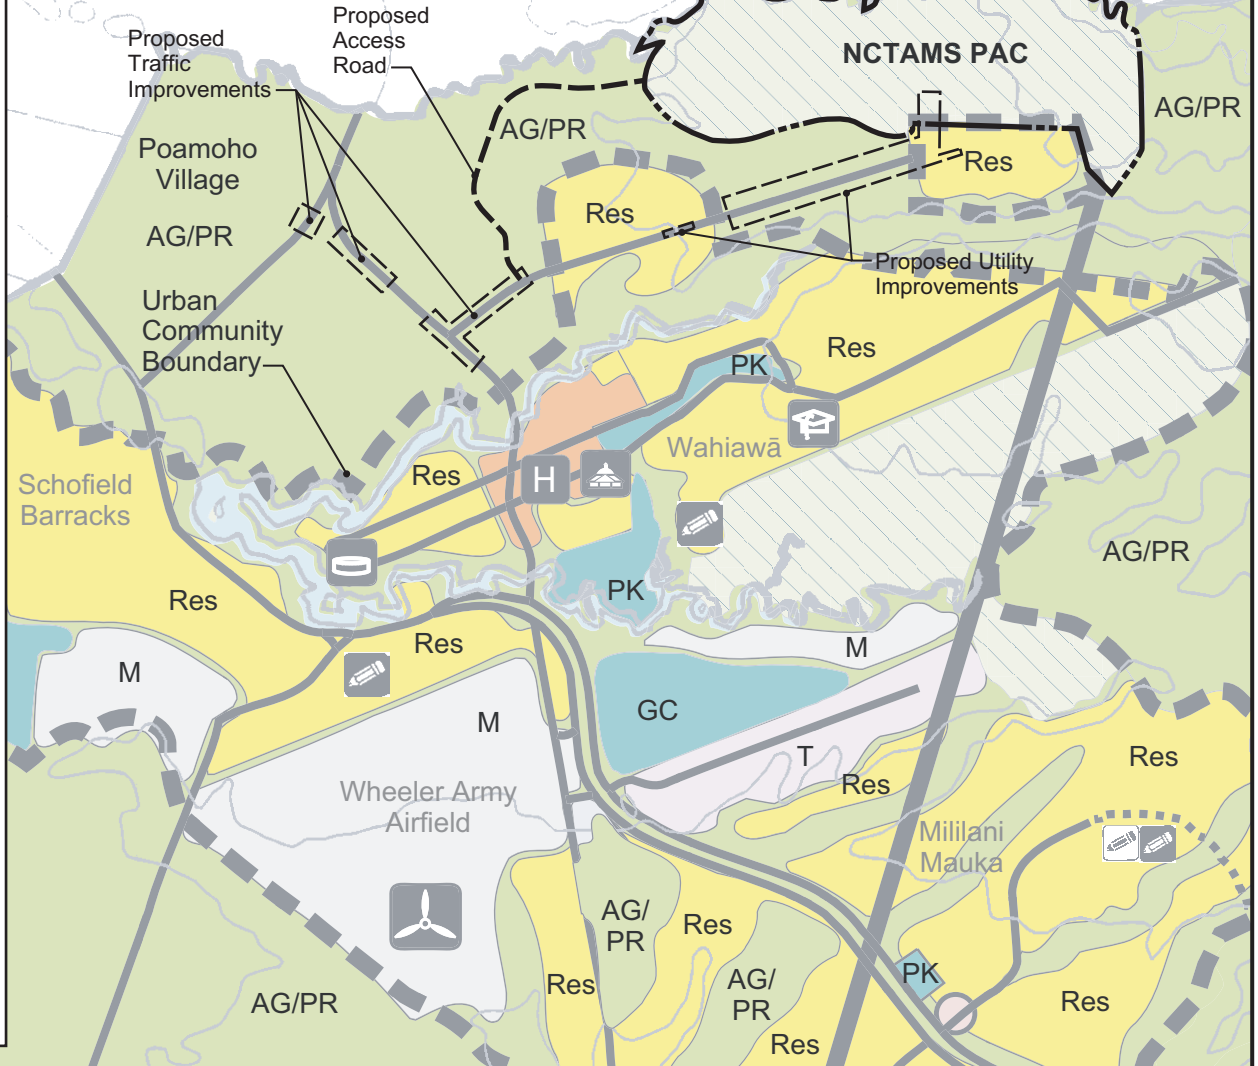 Proposed
Access
Road
Proposed
Traffic
Improvements
NCTAMS PAC
AG/PR
AG/PR
Poamoho
Village
Res
Res
AG/PR
Proposed Utility
Improvements
Urban
Community
Boundary
Res
PK
Wahiawā
Res
H
Schofield
Barracks
AG/PR
PK
Res
Res
M
M
GC
M
T
Res
Res
Wheeler Army
Airfield
Mililani
Mauka
AG/
PR
Res
PK
Res
AG/
PR
AG/PR
Res
Res